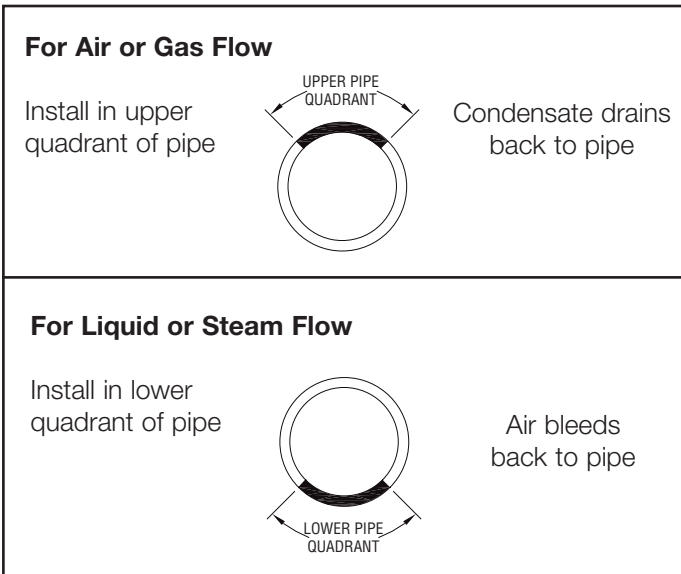 For Air or Gas Flow
Install in upper
quadrant of pipe
UPPER PIPE
QUADRANT
Condensate drains
back to pipe
For Liquid or Steam Flow
Install in lower
quadrant of pipe
LOWER PIPE
QUADRANT
Air bleeds
back to pipe